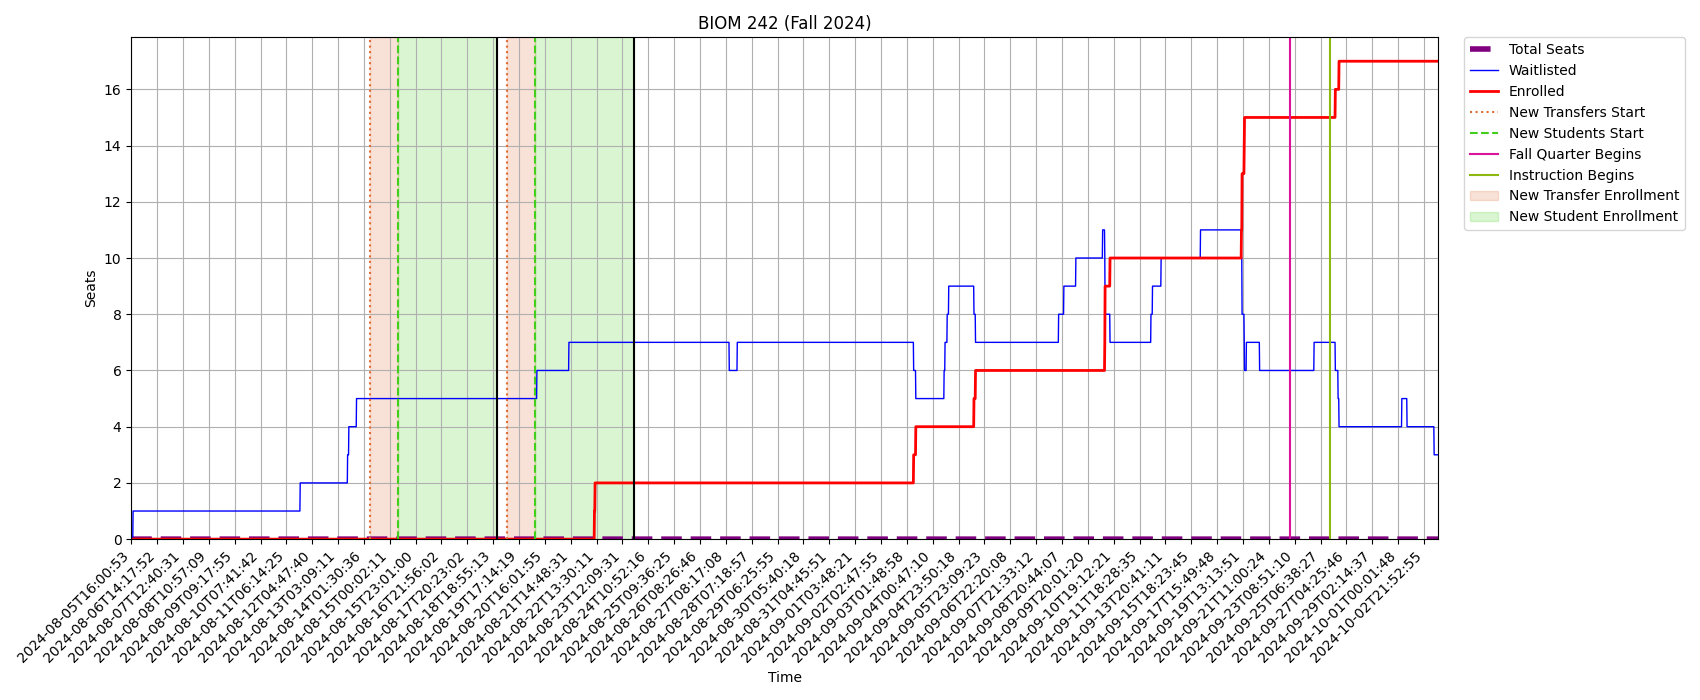 BIOM 242 (Fall 2024)
Total Seats
Waitlisted
Enrolled
New Transfers Start
New Students Start
Fall Quarter Begins
Instruction Begins
New Transfer Enrollment
New Student Enrollment
Seats
16
14
12
10
8
6
4
2
0
2024-08-05T16:00:53
2024-08-06T14:17:52
2024-08-07T12:40:31
2024-08-08T10:57:09
2024-08-09T09:17:55
2024-08-10T07:41:42
2024-08-11T06:14:25
2024-08-12T04:47:40
2024-08-13T03:09:11
2024-08-14T01:30:36
2024-08-15T00:02:11
2024-08-15T23:01:00
2024-08-16T21:56:02
2024-08-17T20:23:02
2024-08-18T18:55:13
2024-08-19T17:14:19
2024-08-20T16:01:55
2024-08-21T14:48:31
2024-08-22T13:30:11
2024-08-23T12:09:31
2024-08-24T10:52:16
2024-08-25T09:36:25
2024-08-26T08:26:46
2024-08-27T08:17:08
2024-08-28T07:18:57
2024-08-29T06:25:55
2024-08-30T05:40:18
2024-08-31T04:45:51
2024-09-01T03:48:21
2024-09-02T02:47:55
2024-09-03T01:48:58
2024-09-04T00:47:10
2024-09-04T23:50:18
2024-09-05T23:09:23
2024-09-06T22:20:08
2024-09-07T21:33:12
2024-09-08T20:44:07
2024-09-09T20:01:20
2024-09-10T19:12:21
2024-09-11T18:28:35
2024-09-13T20:41:11
2024-09-15T18:23:45
2024-09-17T15:49:48
2024-09-19T13:13:51
2024-09-21T11:00:24
2024-09-23T08:51:10
2024-09-25T06:38:27
2024-09-27T04:25:46
2024-09-29T02:14:37
2024-10-01T00:01:48
2024-10-02T21:52:55
Time